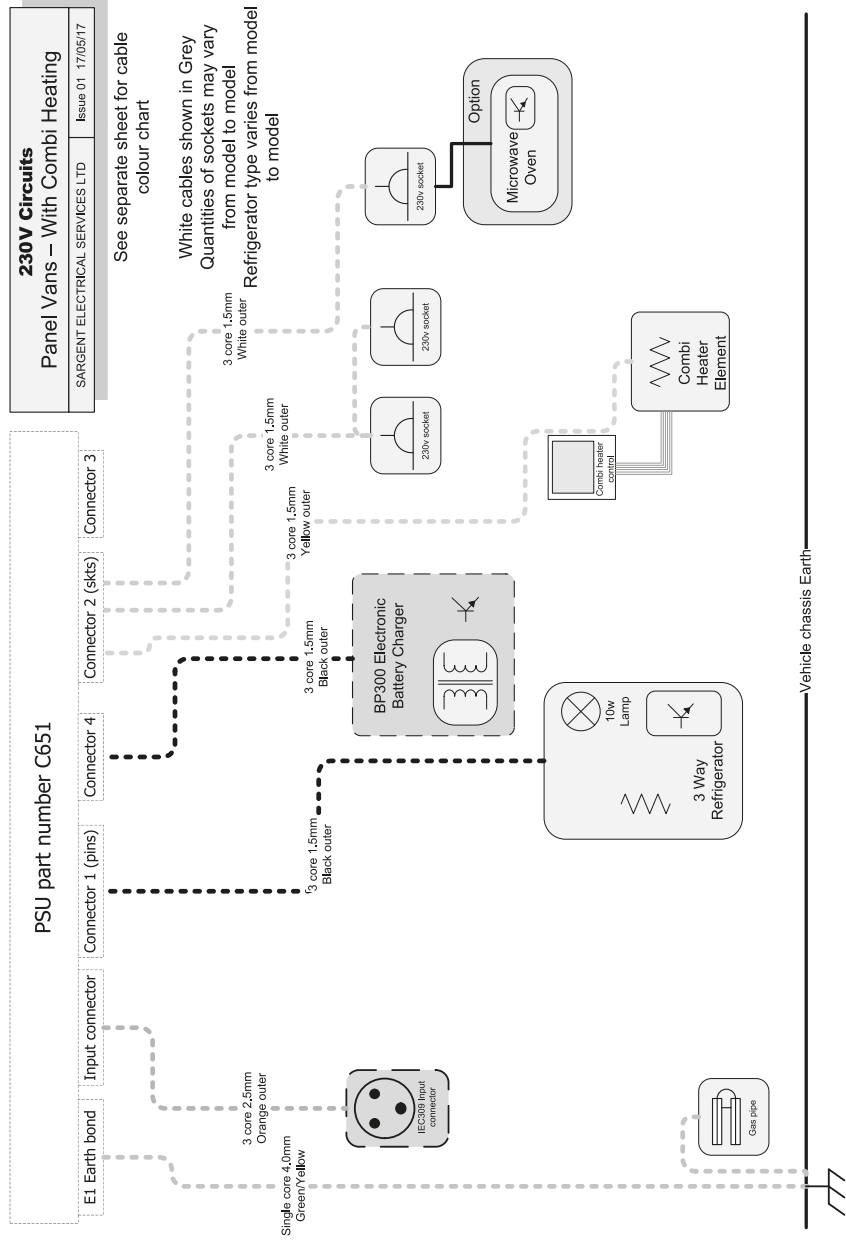 230V Circuits
Panel Vans – With Combi Heating
SARGENT ELECTRICAL SERVICES LTD
Issue 01 17/05/17
See separate sheet for cable
colour chart
White cables shown in Grey
Quantities of sockets may vary
from model to model
Refrigerator type varies from model
to model
PSU part number C651
E1 Earth bond
Input connector
Connector 1 (pins)
Connector 4
Connector 2 (skts)
Connector 3
Single core 4.0mm
Green/Yellow
3 core 2.5mm
Orange outer
3 core 1.5mm
Black outer
3 core 1.5mm
Black outer
3 core 1.5mm
Yellow outer
3 core 1.5mm
White outer
3 core 1.5mm
White outer
IEC309 Input
connector
BP300 Electronic
Battery Charger
230v socket
230v socket
230v socket
Option
Microwave
Oven
10w
Lamp
3 Way
Refrigerator
Combi heater
control
Combi
Heater
Element
Gas pipe
Vehicle chassis Earth